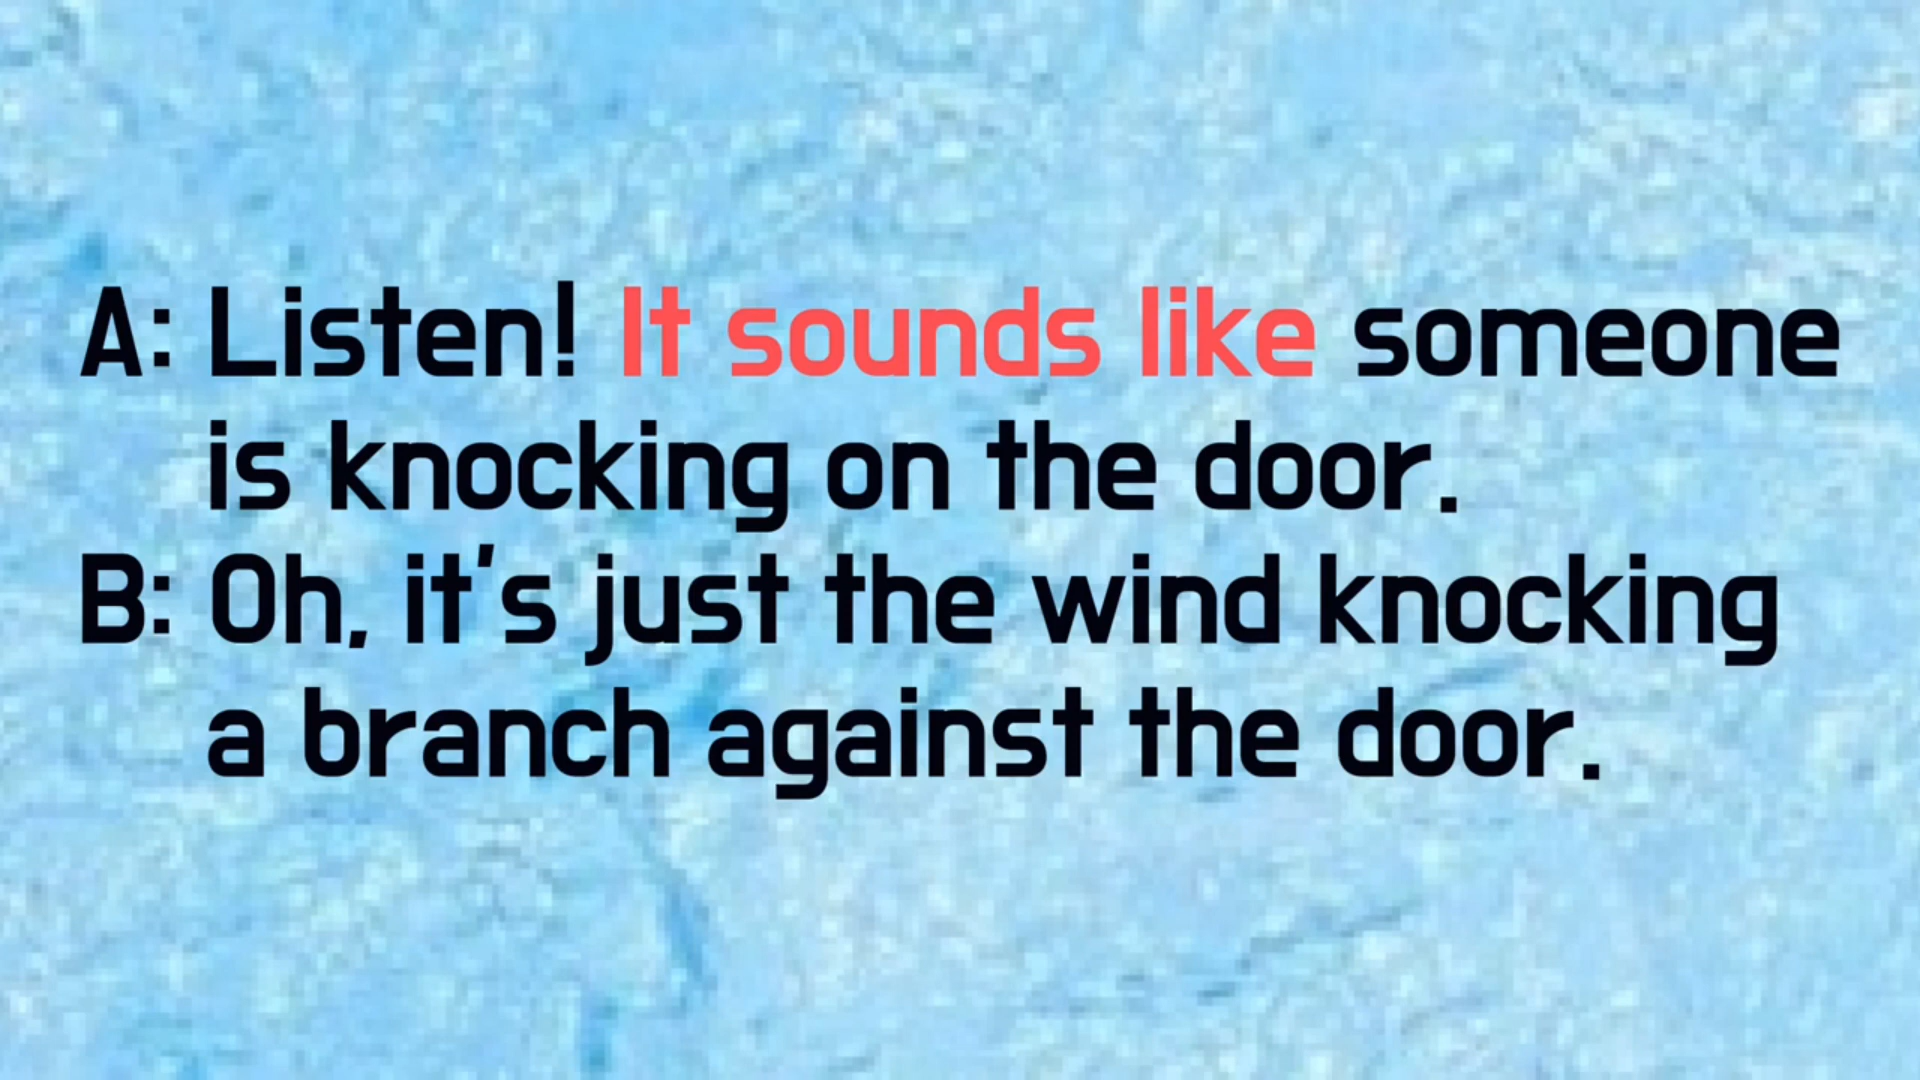 A: Listen! It sounds like someone
is knocking on the door.
B: Oh, it's just the wind knocking
a branch against the door.